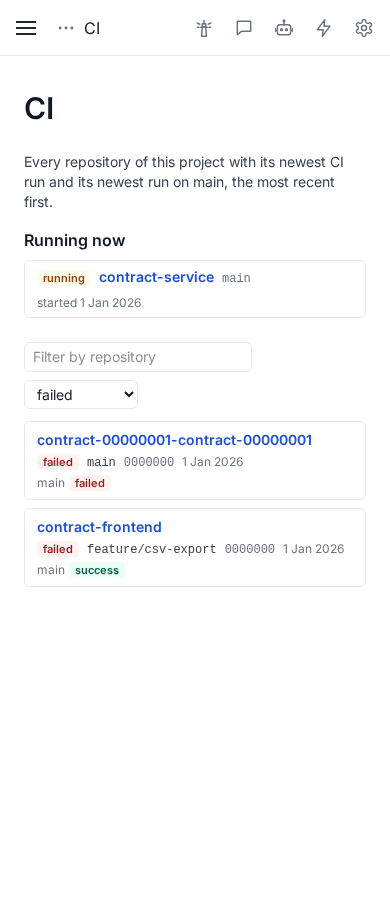 CI
CI
Every repository of this project with its newest CI
run and its newest run on main, the most recent
first.
Running now
running contract-service main
started 1 Jan 2026
Filter by repository
failed
contract-00000001-contract-00000001
failed main 0000000 1 Jan 2026
main failed
contract-frontend
failed feature/csv-export 0000000 1 Jan 2026
main success